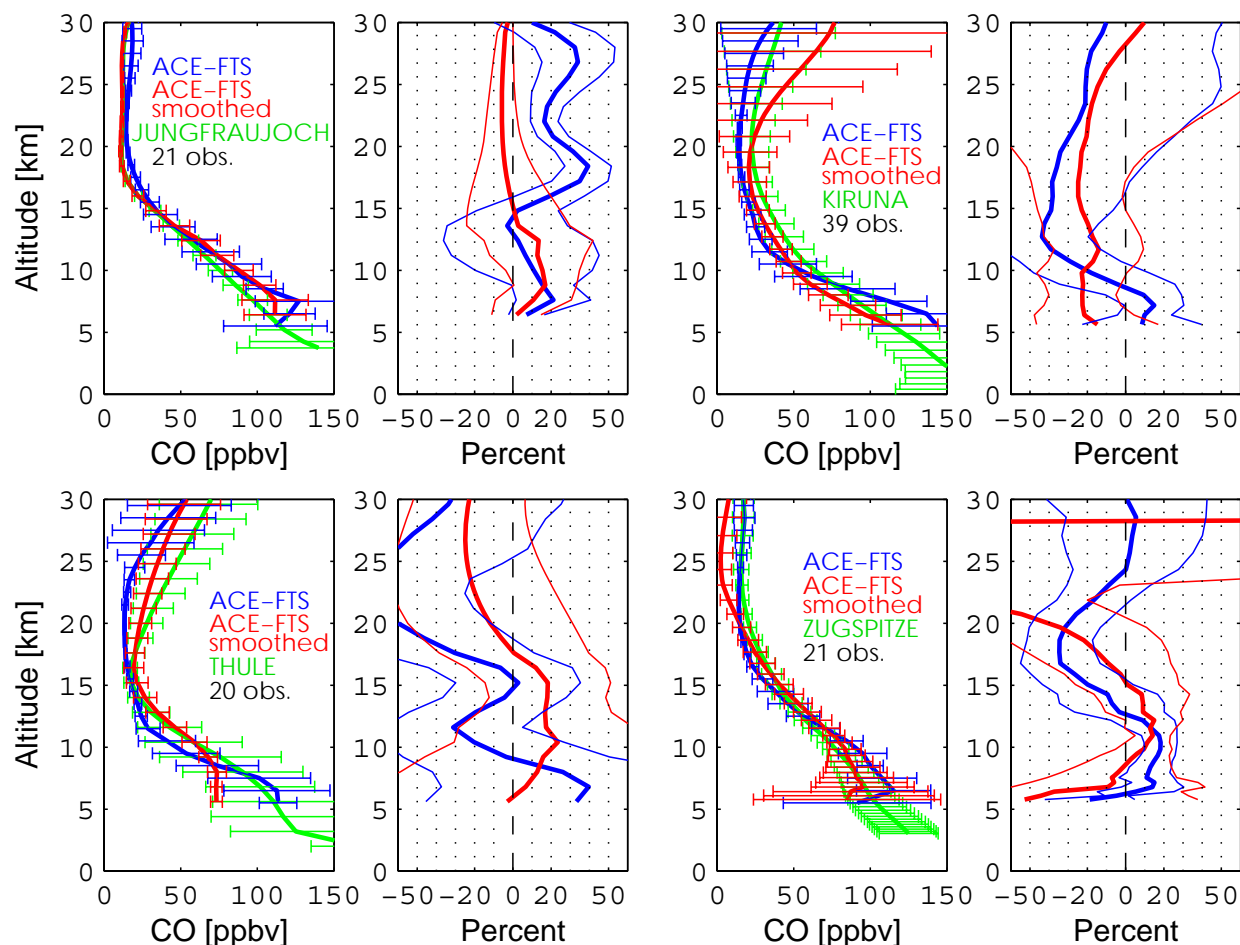 30
25
20
15
10
5
0
Altitude [km]
ACE-FTS
ACE-FTS
smoothed
JUNGFRAUJOCH
21 obs.
0 50 100 150
CO [ppbv]
30
25
20
15
10
5
0
-50 -20 0 20 50
Percent
30
25
20
15
10
5
0
ACE-FTS
ACE-FTS
smoothed
KIRUNA
39 obs.
0 50 100 150
CO [ppbv]
30
25
20
15
10
5
0
-50 -20 0 20 50
Percent
30
25
20
15
10
5
0
Altitude [km]
ACE-FTS
ACE-FTS
smoothed
THULE
20 obs.
0 50 100 150
CO [ppbv]
30
25
20
15
10
5
0
-50 -20 0 20 50
Percent
30
25
20
15
10
5
0
ACE-FTS
ACE-FTS
smoothed
ZUGSPITZE
21 obs.
0 50 100 150
CO [ppbv]
30
25
20
15
10
5
0
-50 -20 0 20 50
Percent